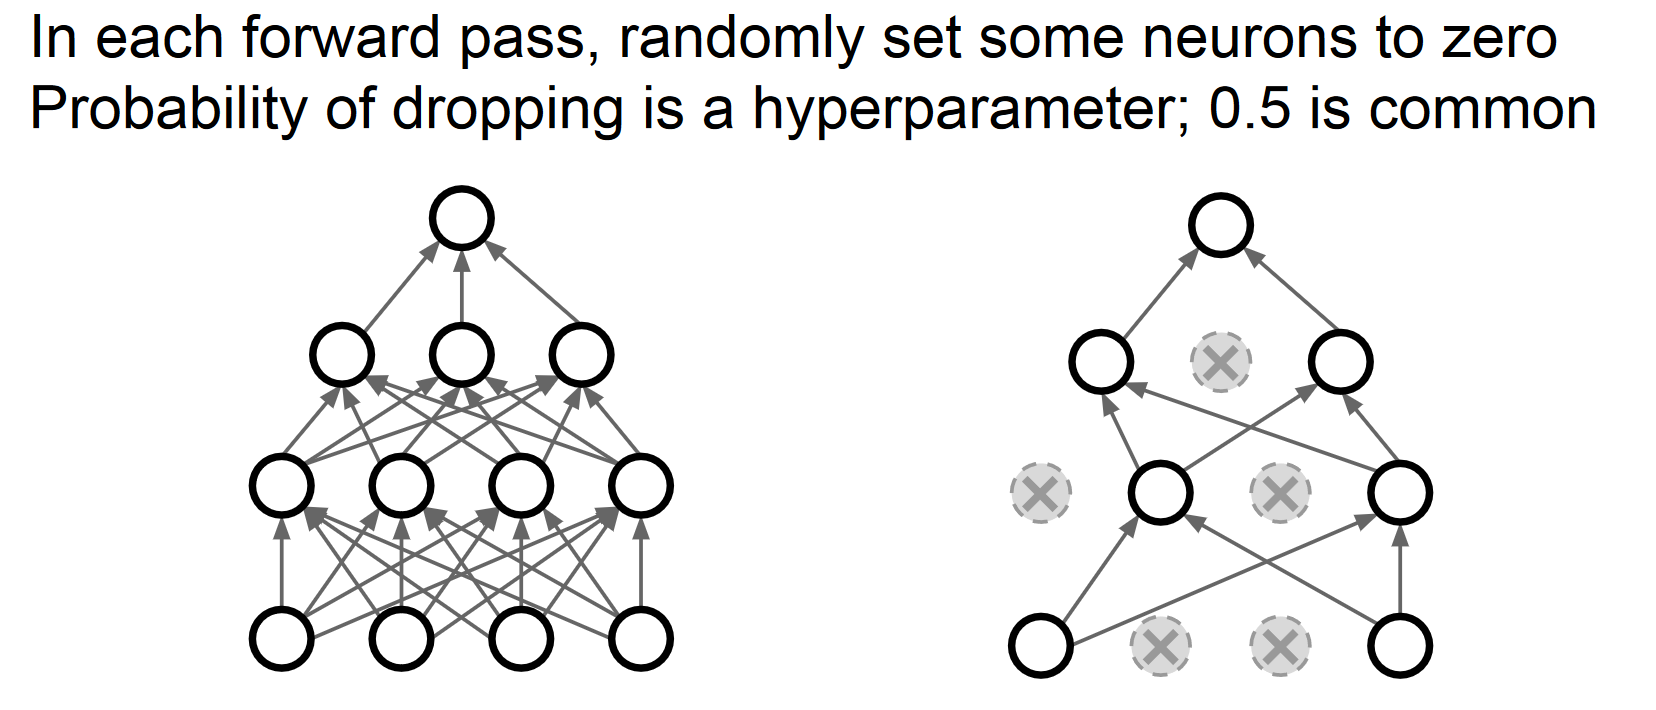 In each forward pass, randomly set some neurons to zero
Probability of dropping is a hyperparameter; 0.5 is common